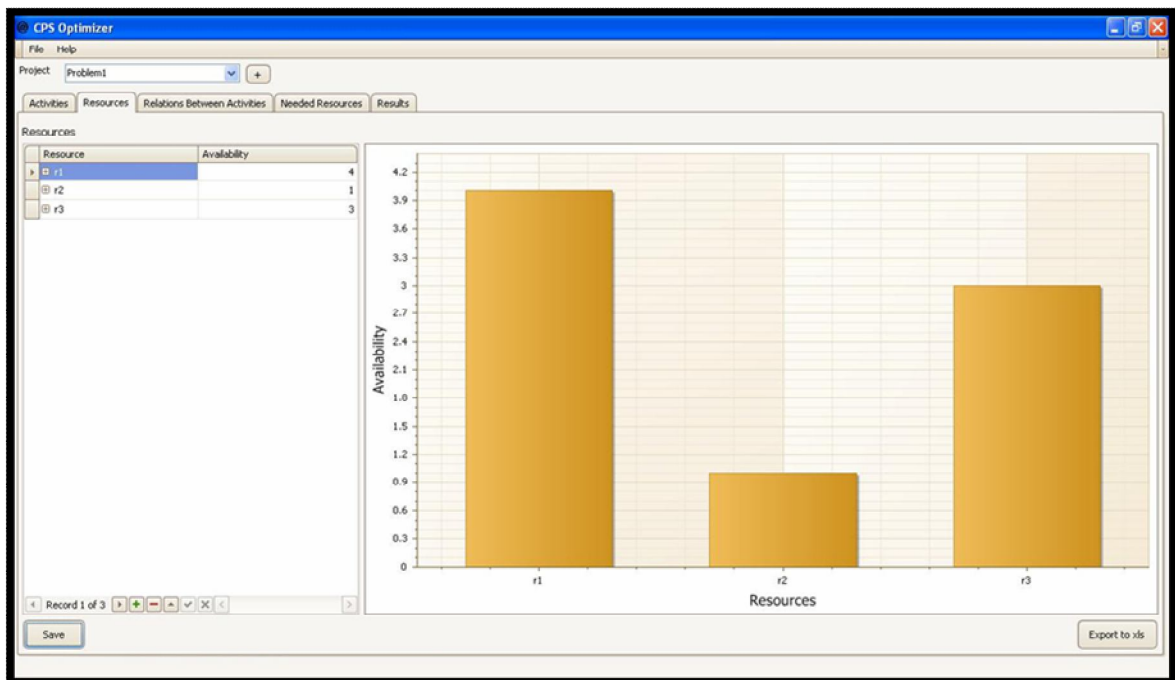 CPS Optimizer
File Help
Project Problem1 +
Activities Resources Relations Between Activities Needed Resources Results
Resources
Resource Availability
r1 4
r2 1
r3 3
Record 1 of 3
Save
4.2
3.9
3.6
3.3
3
2.7
2.4
2.1
1.8
1.5
1.2
0.9
0.6
0.3
0
Availability
r1 r2 r3
Resources
Export to xls